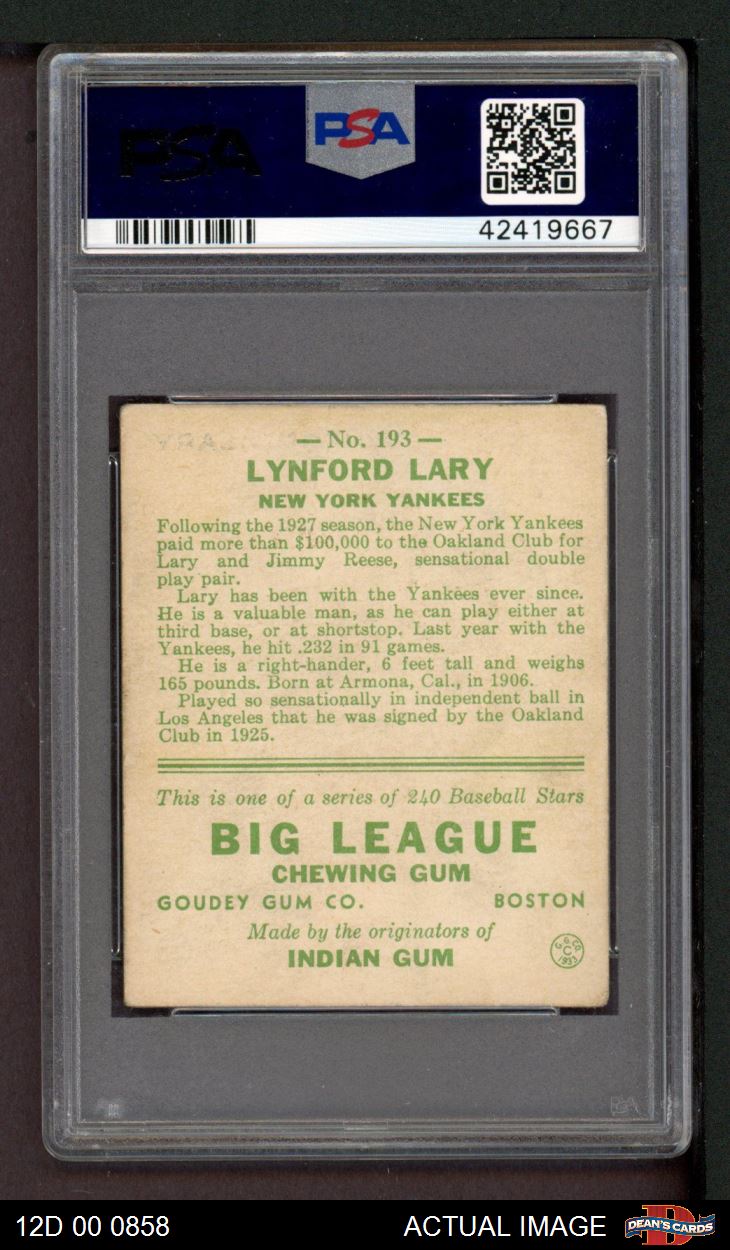 PSA
PSA
42419667
— No. 193 —
LYNFORD LARY
NEW YORK YANKEES
Following the 1927 season, the New York Yankees
paid more than $100,000 to the Oakland Club for
Lary and Jimmy Reese, sensational double
play pair.
Lary has been with the Yankees ever since.
He is a valuable man, as he can play either at
third base, or at shortstop. Last year with the
Yankees, he hit .232 in 91 games.
He is a right-hander, 6 feet tall and weighs
165 pounds. Born at Armona, Cal., in 1906.
Played so sensationally in independent ball in
Los Angeles that he was signed by the Oakland
Club in 1925.
This is one of a series of 240 Baseball Stars
BIG LEAGUE
CHEWING GUM
GOUDEY GUM CO. BOSTON
Made by the originators of
INDIAN GUM
G.G.CO.
C
1933
PSA
12D 00 0858 ACTUAL IMAGE DEAN'S CARDS